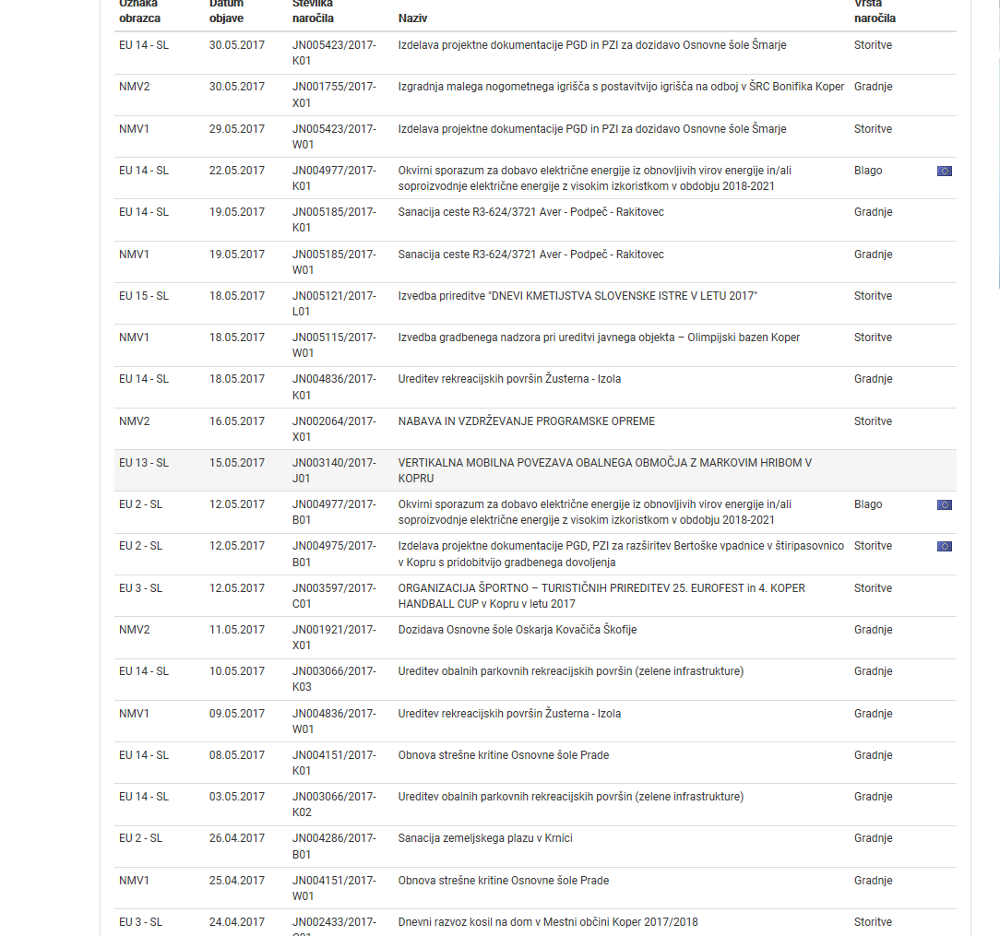 Oznaka Datum Številka Vrsta
obrazca objave naročila Naziv naročila
EU 14 - SL 30.05.2017 JN005423/2017- Izdelava projektne dokumentacije PGD in PZI za dozidavo Osnovne šole Šmarje Storitve
K01
NMV2 30.05.2017 JN001755/2017- Izgradnja malega nogometnega igrišča s postavitvijo igrišča na odboj v ŠRC Bonifika Koper Gradnje
X01
NMV1 29.05.2017 JN005423/2017- Izdelava projektne dokumentacije PGD in PZI za dozidavo Osnovne šole Šmarje Storitve
W01
EU 14 - SL 22.05.2017 JN004977/2017- Okvirni sporazum za dobavo električne energije iz obnovljivih virov energije in/ali Blago
K01 soproizvodnje električne energije z visokim izkoristkom v obdobju 2018-2021
EU 14 - SL 19.05.2017 JN005185/2017- Sanacija ceste R3-624/3721 Aver - Podpeč - Rakitovec Gradnje
K01
NMV1 19.05.2017 JN005185/2017- Sanacija ceste R3-624/3721 Aver - Podpeč - Rakitovec Gradnje
W01
EU 15 - SL 18.05.2017 JN005121/2017- Izvedba prireditve "DNEVI KMETIJSTVA SLOVENSKE ISTRE V LETU 2017" Storitve
L01
NMV1 18.05.2017 JN005115/2017- Izvedba gradbenega nadzora pri ureditvi javnega objekta – Olimpijski bazen Koper Storitve
W01
EU 14 - SL 18.05.2017 JN004836/2017- Ureditev rekreacijskih površin Žusterna - Izola Gradnje
K01
NMV2 16.05.2017 JN002064/2017- NABAVA IN VZDRŽEVANJE PROGRAMSKE OPREME Storitve
X01
EU 13 - SL 15.05.2017 JN003140/2017- VERTIKALNA MOBILNA POVEZAVA OBALNEGA OBMOČJA Z MARKOVIM HRIBOM V
J01 KOPRU
EU 2 - SL 12.05.2017 JN004977/2017- Okvirni sporazum za dobavo električne energije iz obnovljivih virov energije in/ali Blago
B01 soproizvodnje električne energije z visokim izkoristkom v obdobju 2018-2021
EU 2 - SL 12.05.2017 JN004975/2017- Izdelava projektne dokumentacije PGD, PZI za razširitev Bertoške vpadnice v štiripasovnico Storitve
B01 v Kopru s pridobitvijo gradbenega dovoljenja
EU 3 - SL 12.05.2017 JN003597/2017- ORGANIZACIJA ŠPORTNO – TURISTIČNIH PRIREDITEV 25. EUROFEST in 4. KOPER Storitve
C01 HANDBALL CUP v Kopru v letu 2017
NMV2 11.05.2017 JN001921/2017- Dozidava Osnovne šole Oskarja Kovačiča Škofije Gradnje
X01
EU 14 - SL 10.05.2017 JN003066/2017- Ureditev obalnih parkovnih rekreacijskih površin (zelene infrastrukture) Gradnje
K03
NMV1 09.05.2017 JN004836/2017- Ureditev rekreacijskih površin Žusterna - Izola Gradnje
W01
EU 14 - SL 08.05.2017 JN004151/2017- Obnova strešne kritine Osnovne šole Prade Gradnje
K01
EU 14 - SL 03.05.2017 JN003066/2017- Ureditev obalnih parkovnih rekreacijskih površin (zelene infrastrukture) Gradnje
K02
EU 2 - SL 26.04.2017 JN004286/2017- Sanacija zemeljskega plazu v Krnici Gradnje
B01
NMV1 25.04.2017 JN004151/2017- Obnova strešne kritine Osnovne šole Prade Gradnje
W01
EU 3 - SL 24.04.2017 JN002433/2017- Dnevni razvoz kosil na dom v Mestni občini Koper 2017/2018 Storitve